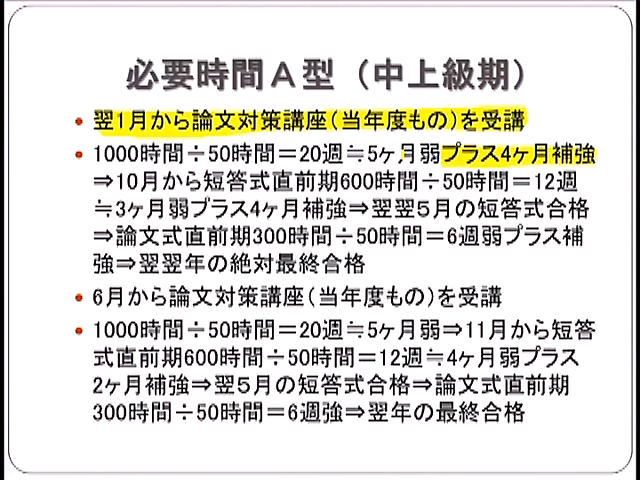 必要時間A型（中上級期）
• 翌1月から論文対策講座（当年度もの）を受講
• 1000時間÷50時間＝20週≒5ヶ月弱プラス4ヶ月補強
⇒10月から短答式直前期600時間÷50時間＝12週
≒3ヶ月弱プラス4ヶ月補強⇒翌翌５月の短答式合格
⇒論文式直前期300時間÷50時間＝6週弱プラス補
強⇒翌翌年の絶対最終合格
• 6月から論文対策講座（当年度もの）を受講
• 1000時間÷50時間＝20週≒5ヶ月弱⇒11月から短答
式直前期600時間÷50時間＝12週≒4ヶ月弱プラス
2ヶ月補強⇒翌５月の短答式合格⇒論文式直前期
300時間÷50時間＝6週強⇒翌年の最終合格